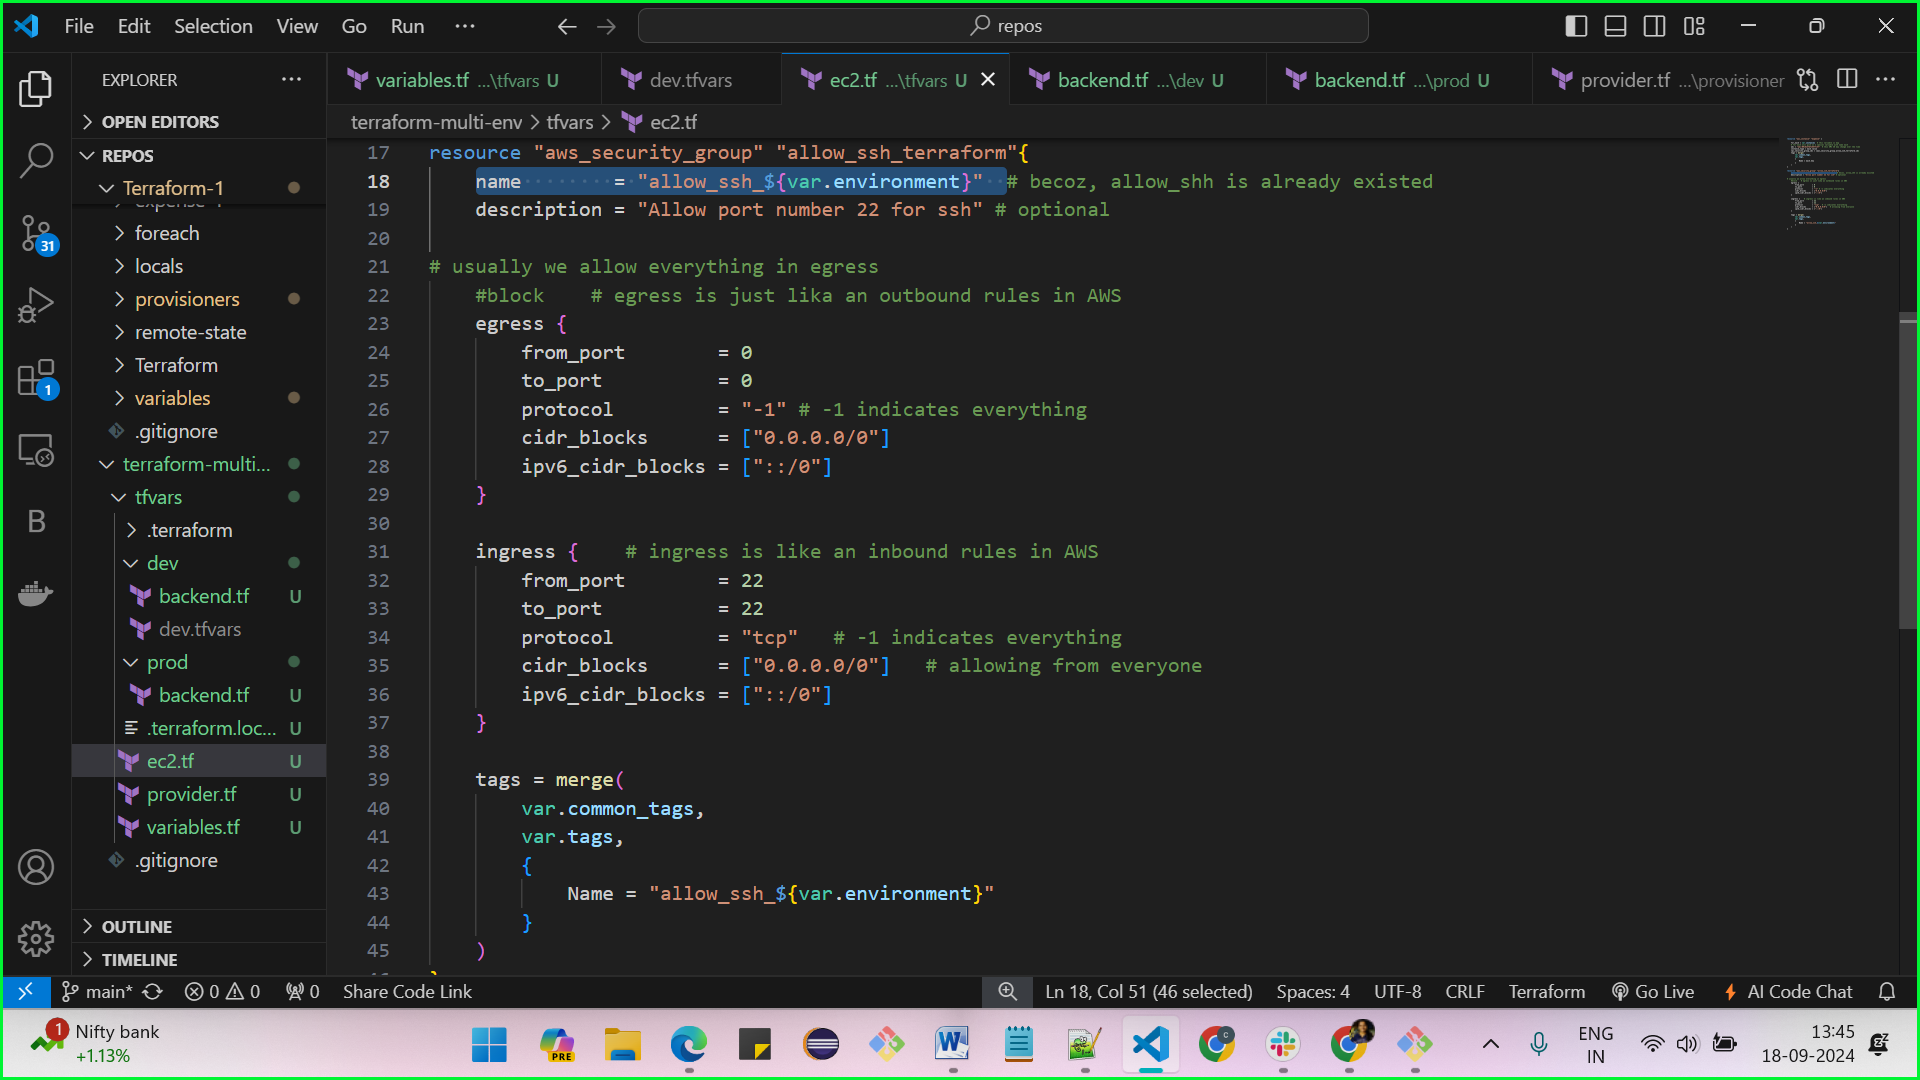 File Edit Selection View Go Run ··· repos
EXPLORER ···
variables.tf ...\tfvars U
dev.tfvars
ec2.tf ...\tfvars U
backend.tf ...\dev U
backend.tf ...\prod U
provider.tf ...\provisioner
terraform-multi-env > tfvars > ec2.tf
OPEN EDITORS
REPOS
Terraform-1
expense-1
foreach
locals
provisioners
remote-state
Terraform
variables
.gitignore
terraform-multi...
tfvars
.terraform
dev
backend.tf U
dev.tfvars
prod
backend.tf U
.terraform.loc... U
ec2.tf U
provider.tf U
variables.tf U
.gitignore
OUTLINE
TIMELINE
31
1
B
17 resource "aws_security_group" "allow_ssh_terraform"{
18 name = "allow_ssh_${var.environment}" # becoz, allow_shh is already existed
19 description = "Allow port number 22 for ssh" # optional
20
21 # usually we allow everything in egress
22 #block # egress is just lika an outbound rules in AWS
23 egress {
24 from_port = 0
25 to_port = 0
26 protocol = "-1" # -1 indicates everything
27 cidr_blocks = ["0.0.0.0/0"]
28 ipv6_cidr_blocks = ["::/0"]
29 }
30
31 ingress { # ingress is like an inbound rules in AWS
32 from_port = 22
33 to_port = 22
34 protocol = "tcp" # -1 indicates everything
35 cidr_blocks = ["0.0.0.0/0"] # allowing from everyone
36 ipv6_cidr_blocks = ["::/0"]
37 }
38
39 tags = merge(
40 var.common_tags,
41 var.tags,
42 {
43 Name = "allow_ssh_${var.environment}"
44 }
45 )
main* 0 0 0 Share Code Link Ln 18, Col 51 (46 selected) Spaces: 4 UTF-8 CRLF Terraform Go Live AI Code Chat
1 Nifty bank
+1.13%
PRE
ENG
IN
13:45
18-09-2024